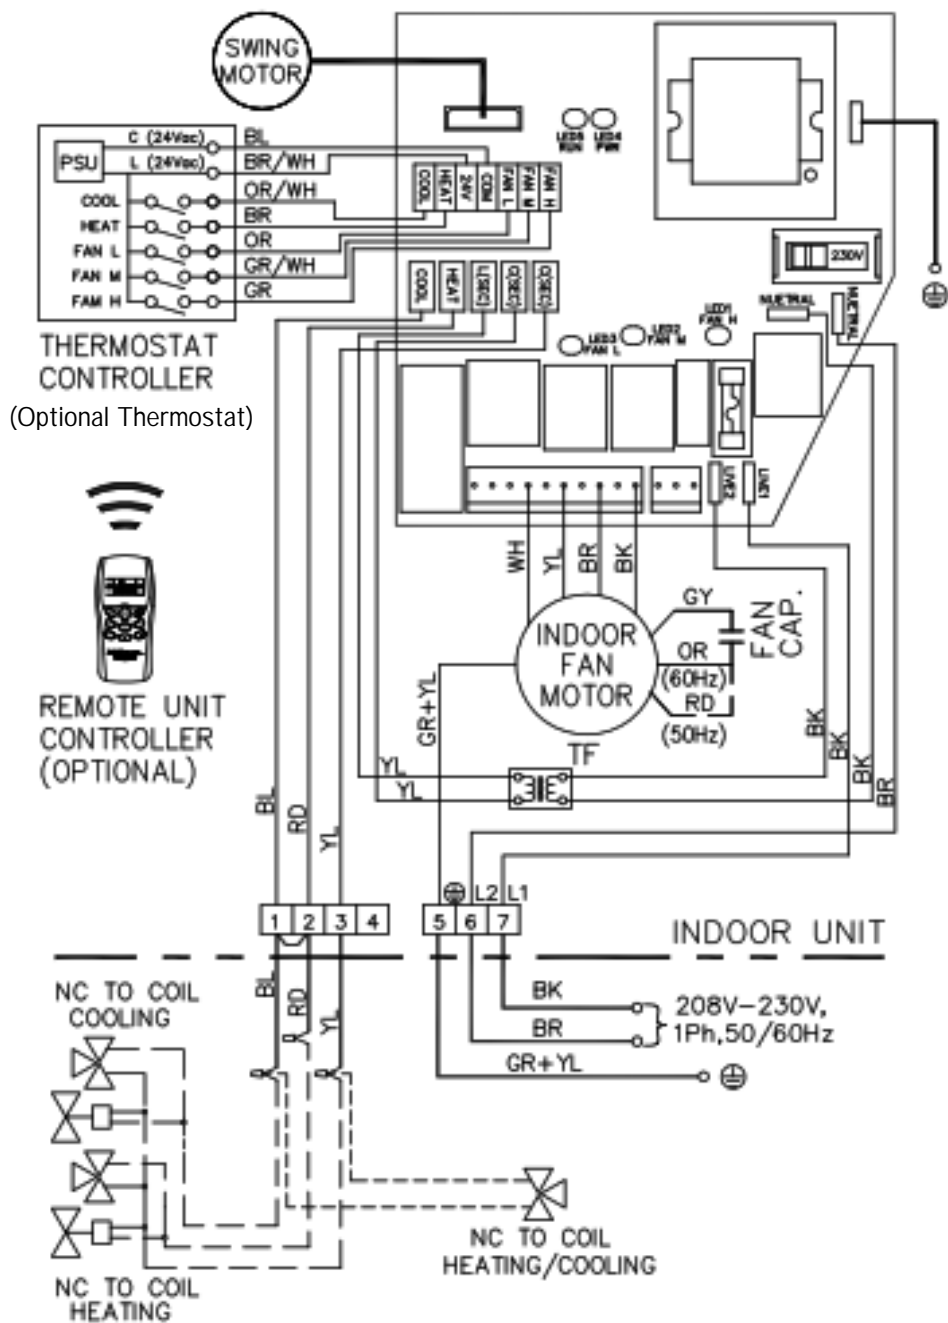 SWING
MOTOR
LED5
RUN
LED4
PWR
C (24Vac)
BL
PSU
L (24Vac)
BR/WH
COOL
OR/WH
HEAT
BR
FAN L
OR
FAN M
GR/WH
FAM H
GR
COOL
HEAT
24V
COM
FAN L
FAN M
FAN H
230V
COOL
HEAT
L(SEC)
O(SEC)
O(SEC)
NUETRAL
NUETRAL
LED1
FAN H
LED2
FAN M
LED3
FAN L
THERMOSTAT
CONTROLLER
(Optional Thermostat)
LIVE2
LIVE1
WH
YL
BR
BK
INDOOR
FAN
MOTOR
GY
OR
(60Hz)
RD
(50Hz)
FAN
CAP.
REMOTE UNIT
CONTROLLER
(OPTIONAL)
GR+YL
TF
YL
YL
BK
BK
BK
BR
BL
RD
YL
L2
L1
1
2
3
4
5
6
7
INDOOR UNIT
BL
RD
YL
NC TO COIL
COOLING
BK
BR
208V-230V,
1Ph,50/60Hz
GR+YL
NC TO COIL
HEATING/COOLING
NC TO COIL
HEATING